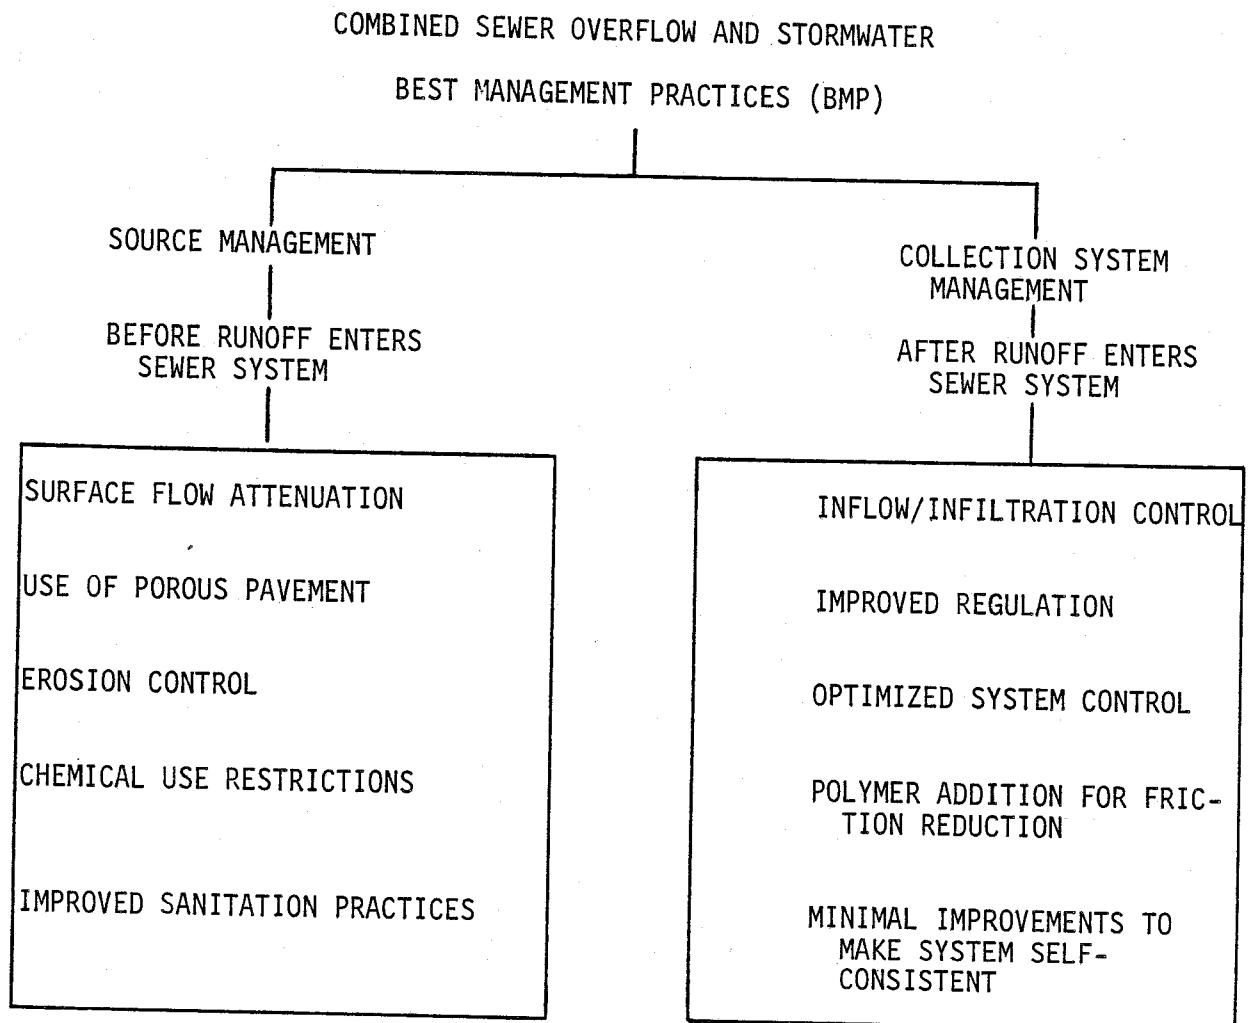 COMBINED SEWER OVERFLOW AND STORMWATER
BEST MANAGEMENT PRACTICES (BMP)
SOURCE MANAGEMENT
BEFORE RUNOFF ENTERS
SEWER SYSTEM
SURFACE FLOW ATTENUATION
USE OF POROUS PAVEMENT
EROSION CONTROL
CHEMICAL USE RESTRICTIONS
IMPROVED SANITATION PRACTICES
COLLECTION SYSTEM
MANAGEMENT
AFTER RUNOFF ENTERS
SEWER SYSTEM
INFLOW/INFILTRATION CONTROL
IMPROVED REGULATION
OPTIMIZED SYSTEM CONTROL
POLYMER ADDITION FOR FRIC-
TION REDUCTION
MINIMAL IMPROVEMENTS TO
MAKE SYSTEM SELF-
CONSISTENT